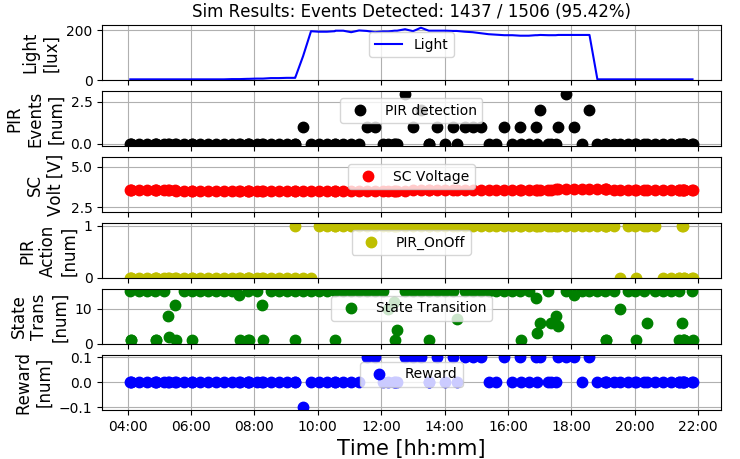 Sim Results: Events Detected: 1437 / 1506 (95.42%)
Light
[lux]
200
0
Light
PIR
Events
[num]
2.5
0.0
PIR detection
SC
Volt [V]
5.0
2.5
SC Voltage
PIR
Action
[num]
1
0
PIR_OnOff
State
Trans
[num]
10
0
State Transition
Reward
[num]
0.1
0.0
−0.1
Reward
04:00 06:00 08:00 10:00 12:00 14:00 16:00 18:00 20:00 22:00
Time [hh:mm]